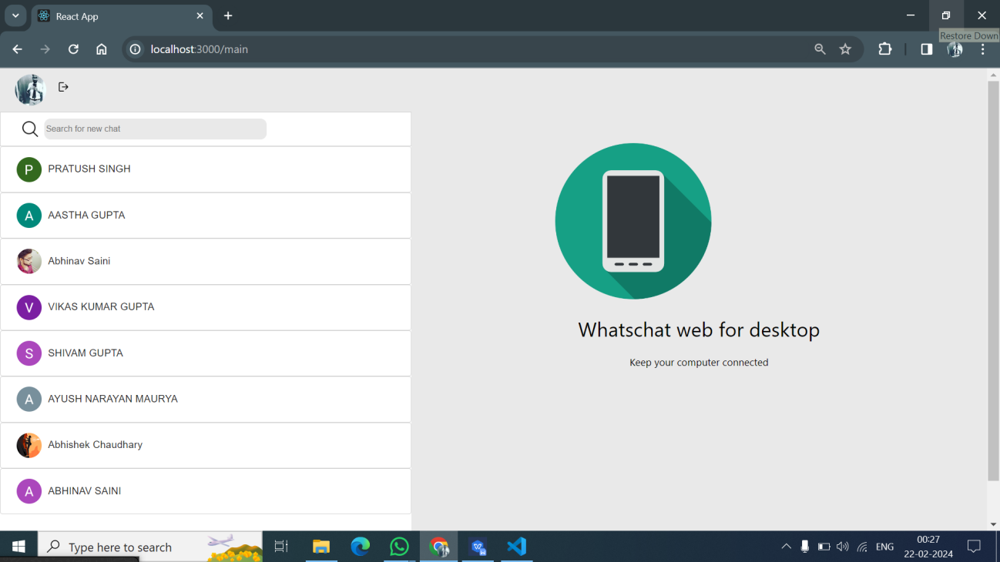 React App
localhost:3000/main
Restore Down
Search for new chat
P PRATUSH SINGH
A AASTHA GUPTA
Abhinav Saini
V VIKAS KUMAR GUPTA
S SHIVAM GUPTA
A AYUSH NARAYAN MAURYA
Abhishek Chaudhary
A ABHINAV SAINI
Whatschat web for desktop
Keep your computer connected
Type here to search
ENG
00:27
22-02-2024